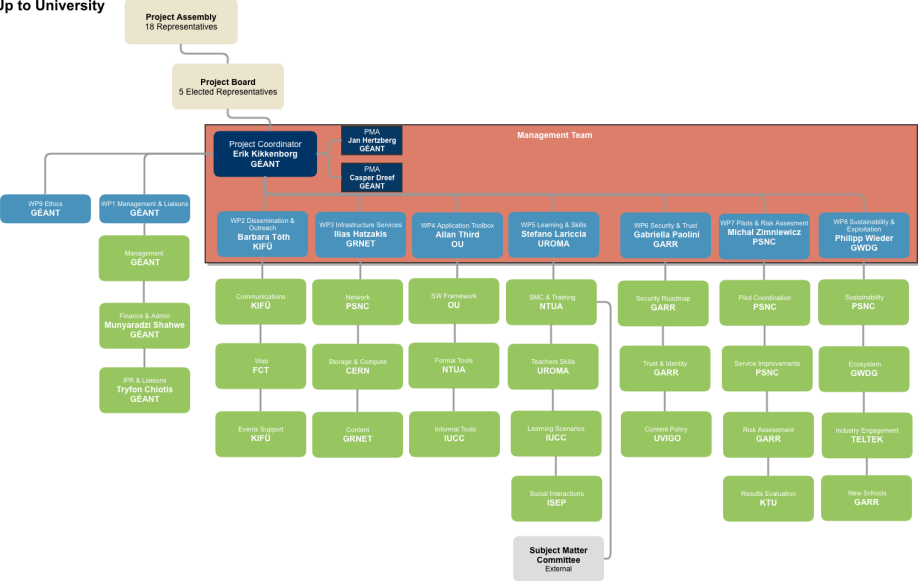 Up to University
Project Assembly
18 Representatives
Project Board
5 Elected Representatives
Management Team
Project Coordinator
Erik Kikkenborg
GÉANT
PMA
Jan Hertzberg
GÉANT
PMA
Casper Dreef
GÉANT
WP9 Ethics
GÉANT
WP1 Management & Liaisons
GÉANT
WP2 Dissemination &
Outreach
Barbara Tóth
KIFÜ
WP3 Infrastructure Services
Ilias Hatzakis
GRNET
WP4 Application Toolbox
Allan Third
OU
WP5 Learning & Skills
Stefano Lariccia
UROMA
WP6 Security & Trust
Gabriella Paolini
GARR
WP7 Pilots & Risk Assesment
Michał Zimniewicz
PSNC
WP8 Sustainability &
Exploitation
Philipp Wieder
GWDG
Management
GÉANT
Finance & Admin
Munyaradzi Shahwe
GÉANT
IPR & Liaisons
Tryfon Chiotis
GÉANT
Communications
KIFÜ
Web
FCT
Events Support
KIFÜ
Network
PSNC
Storage & Compute
CERN
Content
GRNET
SW Framework
OU
Formal Tools
NTUA
Informal Tools
IUCC
SMC & Training
NTUA
Teachers Skills
UROMA
Learning Scenarios
IUCC
Social Interactions
ISEP
Subject Matter
Committee
External
Security Roadmap
GARR
Trust & Identity
GARR
Content Policy
UVIGO
Pilot Coordination
PSNC
Service Improvements
PSNC
Risk Assessment
GARR
Results Evaluation
KTU
Sustainability
PSNC
Ecosystem
GWDG
Industry Engagement
TELTEK
New Schools
GARR